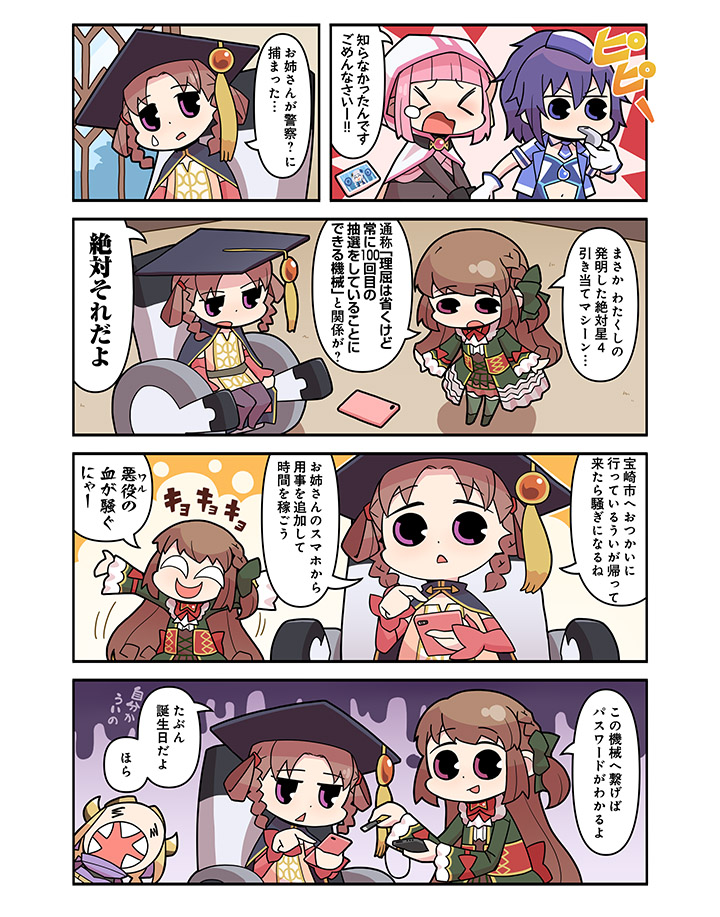 ピピー
知らなかったんです
ごめんなさいー!!
お姉さんが警察?に
捕まった…
まさか わたくしの
発明した絶対星4
引き当てマシーン…
通称「理屈は省くけど
常に100回目の
抽選をしていることに
できる機械」と関係が?
絶対それだよ
宝崎市へおつかいに
行っているういが帰って
来たら騒ぎになるね
お姉さんのスマホから
用事を追加して
時間を稼ごう
キョキョキョ
悪役の
ワル
血が騒ぐ
にゃー
この機械へ繋げば
パスワードがわかるよ
たぶん
誕生日だよ
ほら
自分か
ういの